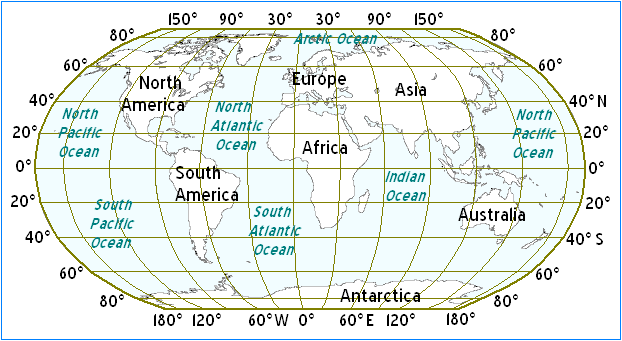 150° 90° 30° 30° 90° 150°
80° Arctic Ocean 80°
60° 60°
North America
Europe
Asia
40° 40° N
North Pacific Ocean
North Atlantic Ocean
North Pacific Ocean
20° 20°
Africa
0° 0°
South America
Indian Ocean
20° 20°
South Pacific Ocean
South Atlantic Ocean
Australia
40° 40° S
60° 60°
80° Antarctica 80°
180° 120° 60° W 0° 60° E 120° 180°